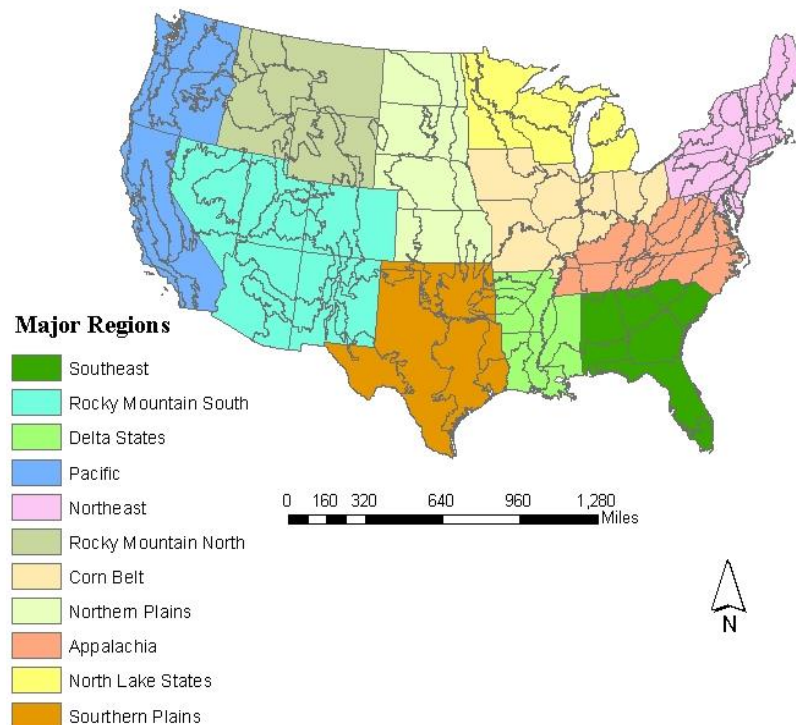 Major Regions
Southeast
Rocky Mountain South
Delta States
Pacific
Northeast
Rocky Mountain North
Corn Belt
Northern Plains
Appalachia
North Lake States
Sourthern Plains
0 160 320 640 960 1,280
Miles
N